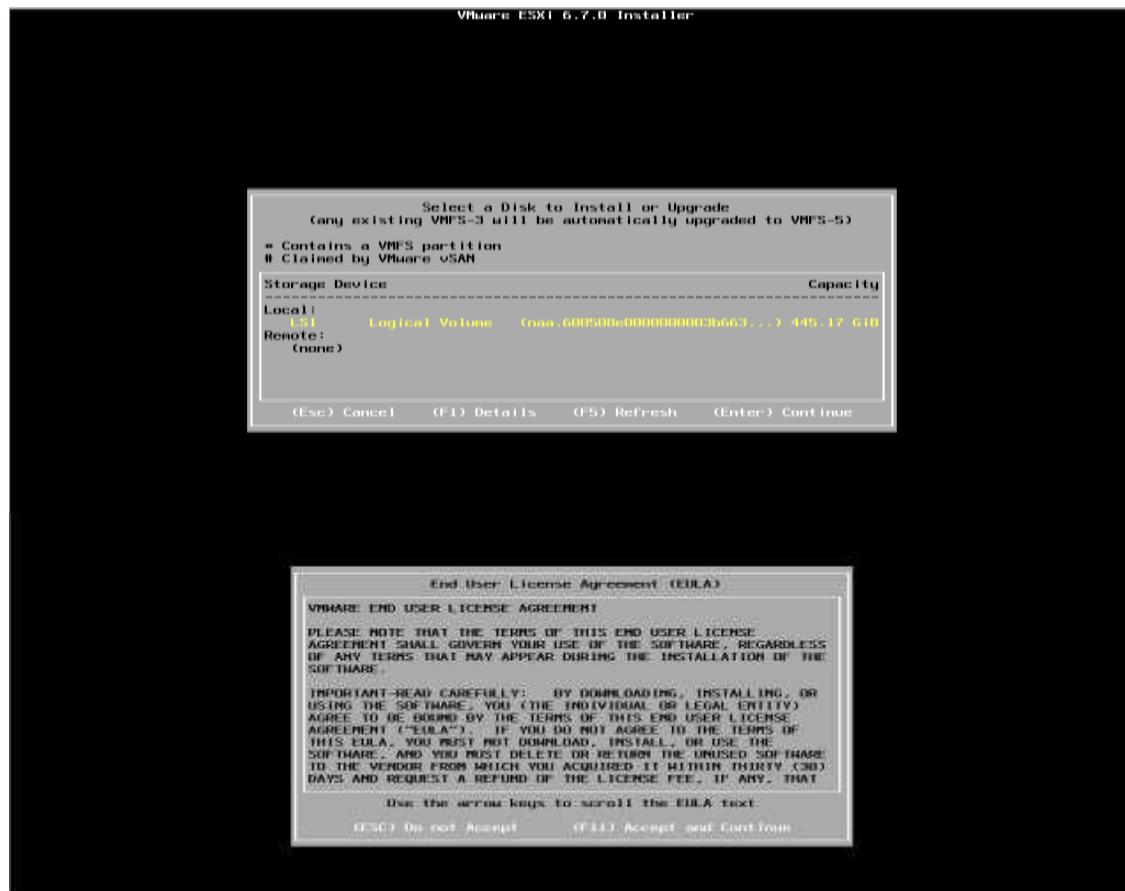 VMware ESXi 6.7.0 Installer
Select a Disk to Install or Upgrade
(any existing VMFS-3 will be automatically upgraded to VMFS-5)
* Contains a VMFS partition
# Claimed by VMware vSAN
Storage Device Capacity
Local:
LSI Logical Volume (naa.600508e0000000003b663...) 445.17 GiB
Remote:
(none)
(Esc) Cancel (F1) Details (F5) Refresh (Enter) Continue
End User License Agreement (EULA)
VMWARE END USER LICENSE AGREEMENT
PLEASE NOTE THAT THE TERMS OF THIS END USER LICENSE
AGREEMENT SHALL GOVERN YOUR USE OF THE SOFTWARE, REGARDLESS
OF ANY TERMS THAT MAY APPEAR DURING THE INSTALLATION OF THE
SOFTWARE.
IMPORTANT-READ CAREFULLY: BY DOWNLOADING, INSTALLING, OR
USING THE SOFTWARE, YOU (THE INDIVIDUAL OR LEGAL ENTITY)
AGREE TO BE BOUND BY THE TERMS OF THIS END USER LICENSE
AGREEMENT ("EULA"). IF YOU DO NOT AGREE TO THE TERMS OF
THIS EULA, YOU MUST NOT DOWNLOAD, INSTALL, OR USE THE
SOFTWARE, AND YOU MUST DELETE OR RETURN THE UNUSED SOFTWARE
TO THE VENDOR FROM WHICH YOU ACQUIRED IT WITHIN THIRTY (30)
DAYS AND REQUEST A REFUND OF THE LICENSE FEE, IF ANY, THAT
Use the arrow keys to scroll the EULA text
(ESC) Do not Accept (F11) Accept and Continue